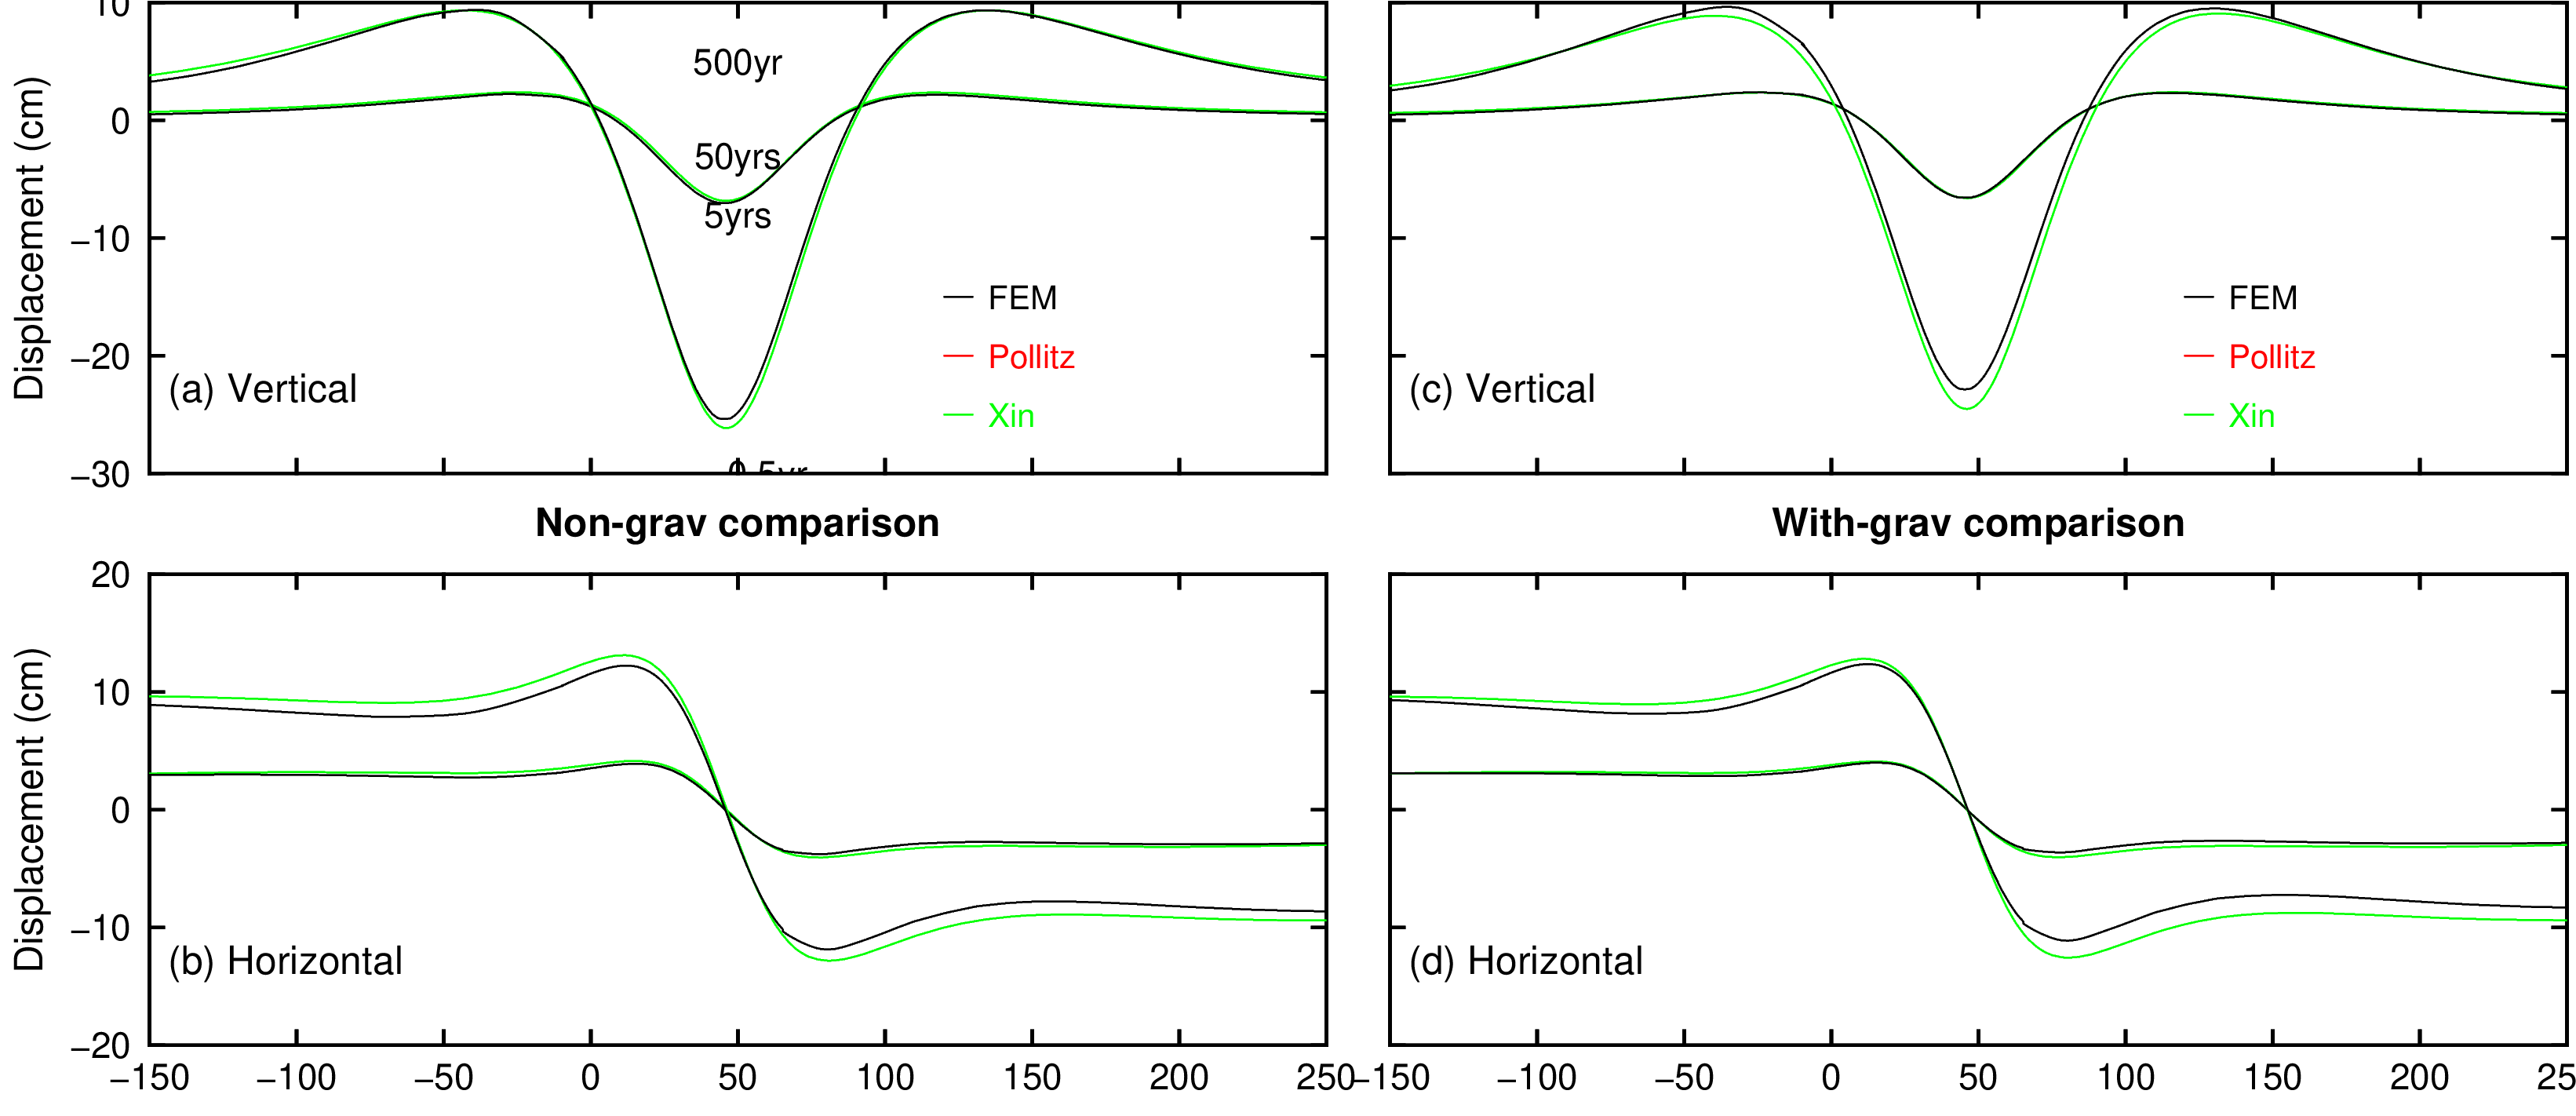 10
0
−10
−20
−30
Displacement (cm)
500yr
50yrs
5yrs
0.5yr
FEM
Pollitz
Xin
(a) Vertical
FEM
Pollitz
Xin
(c) Vertical
Non-grav comparison
With-grav comparison
20
10
0
−10
−20
Displacement (cm)
(b) Horizontal
(d) Horizontal
−150 −100 −50 0 50 100 150 200 250
−150 −100 −50 0 50 100 150 200 25